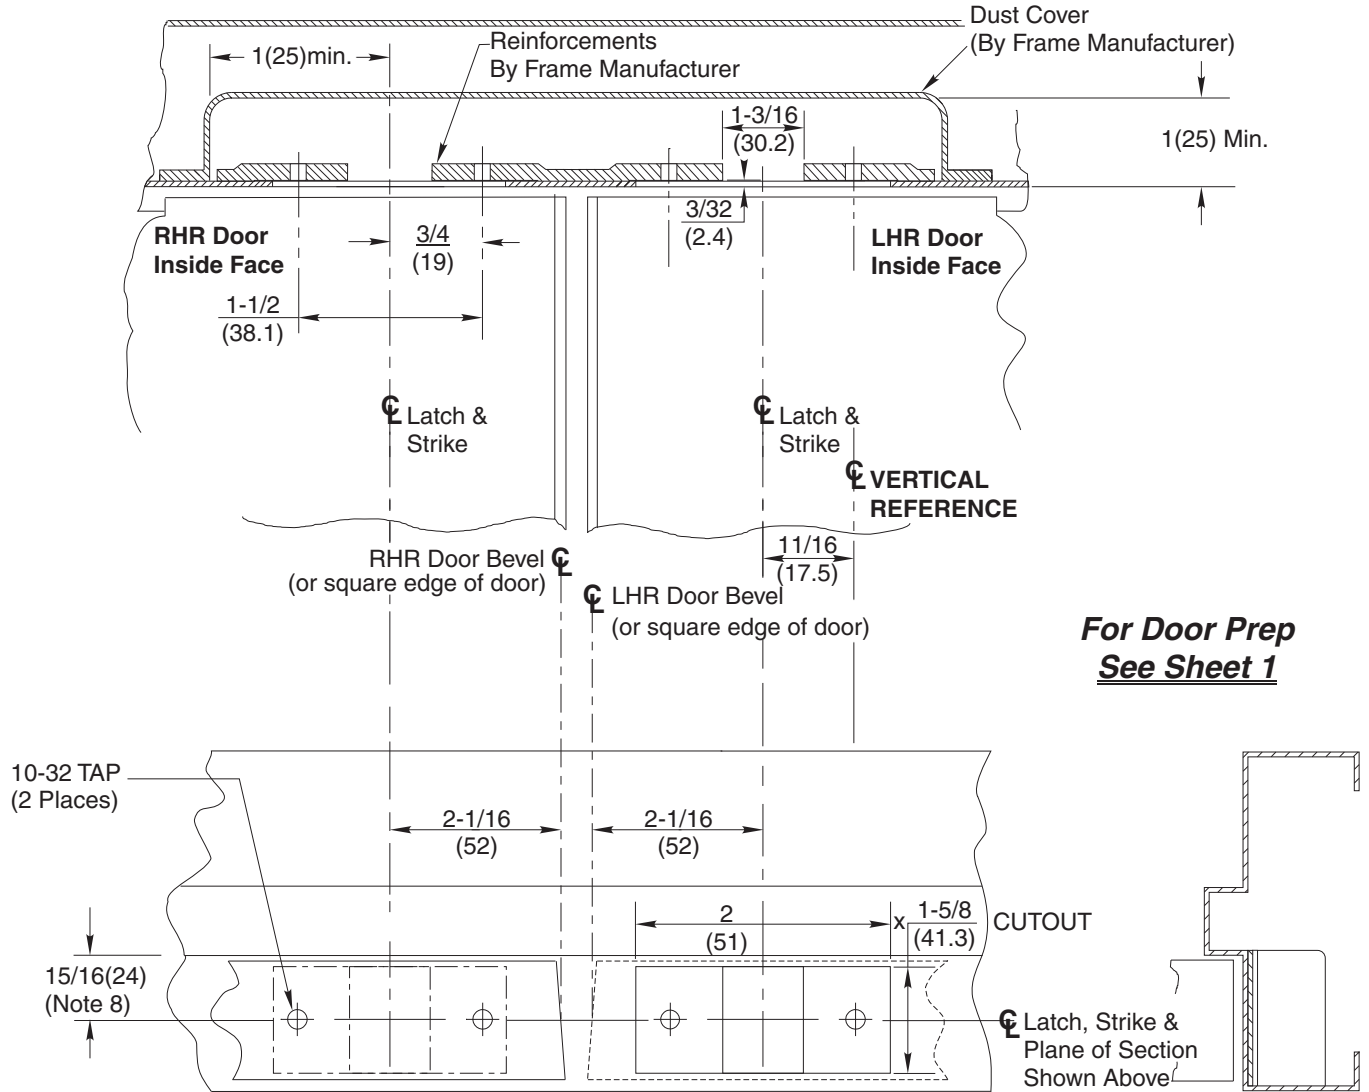 Dust Cover
(By Frame Manufacturer)
1(25)min.
Reinforcements
By Frame Manufacturer
1-3/16
(30.2)
1(25) Min.
3/32
(2.4)
RHR Door
Inside Face
3/4
(19)
LHR Door
Inside Face
1-1/2
(38.1)
℄ Latch &
Strike
℄ Latch &
Strike
℄ VERTICAL
REFERENCE
11/16
(17.5)
RHR Door Bevel ℄
(or square edge of door)
℄ LHR Door Bevel
(or square edge of door)
For Door Prep
See Sheet 1
10-32 TAP
(2 Places)
2-1/16
(52)
2-1/16
(52)
2
(51)
x 1-5/8
(41.3)
CUTOUT
15/16(24)
(Note 8)
℄ Latch, Strike &
Plane of Section
Shown Above